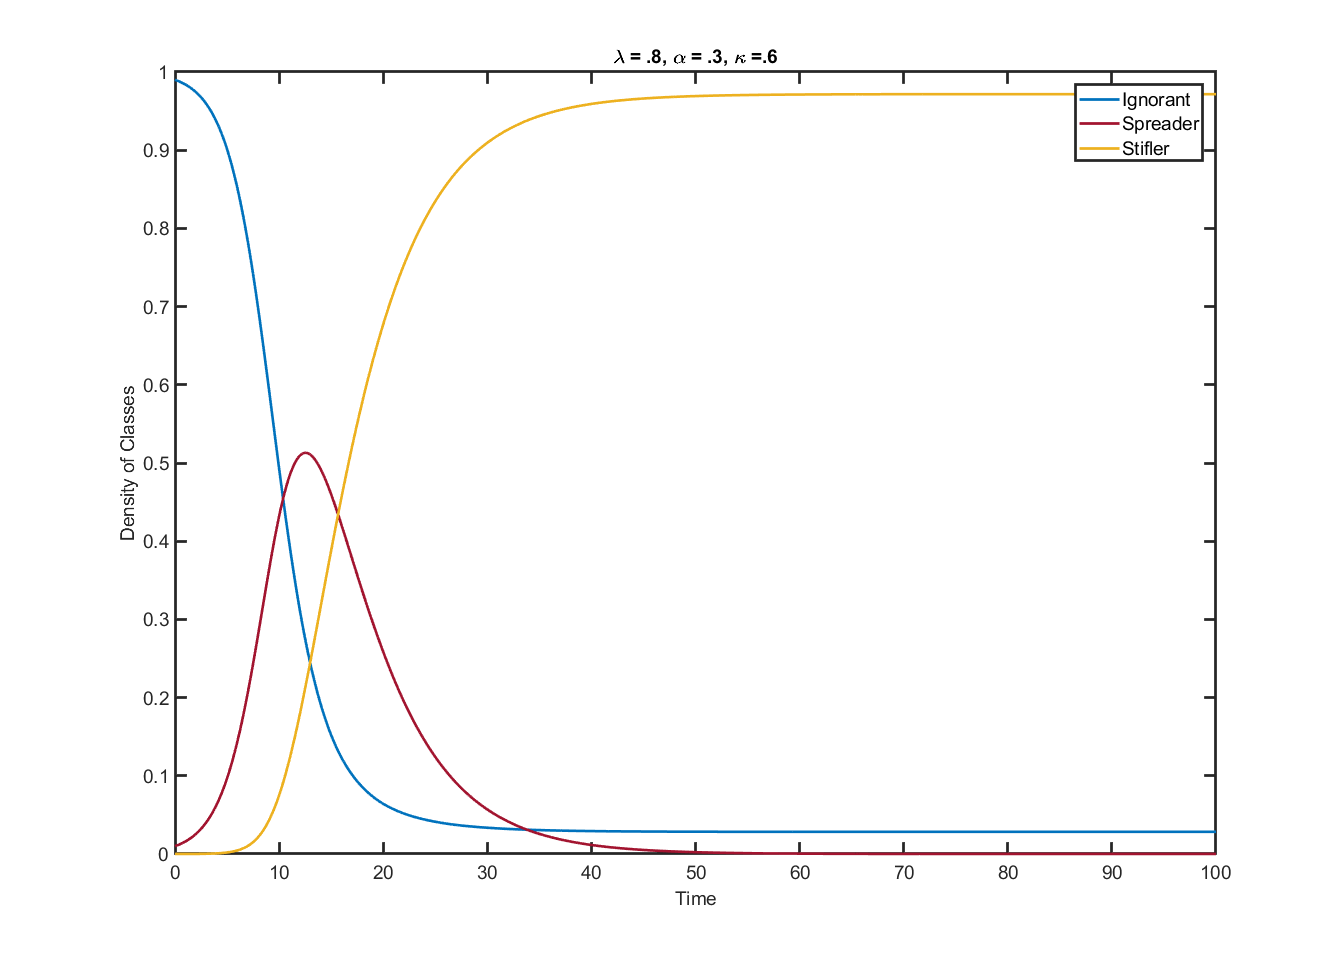 λ = .8, α = .3, κ =.6
1
0.9
0.8
0.7
0.6
0.5
0.4
0.3
0.2
0.1
0
Density of Classes
Ignorant
Spreader
Stifler
0 10 20 30 40 50 60 70 80 90 100
Time